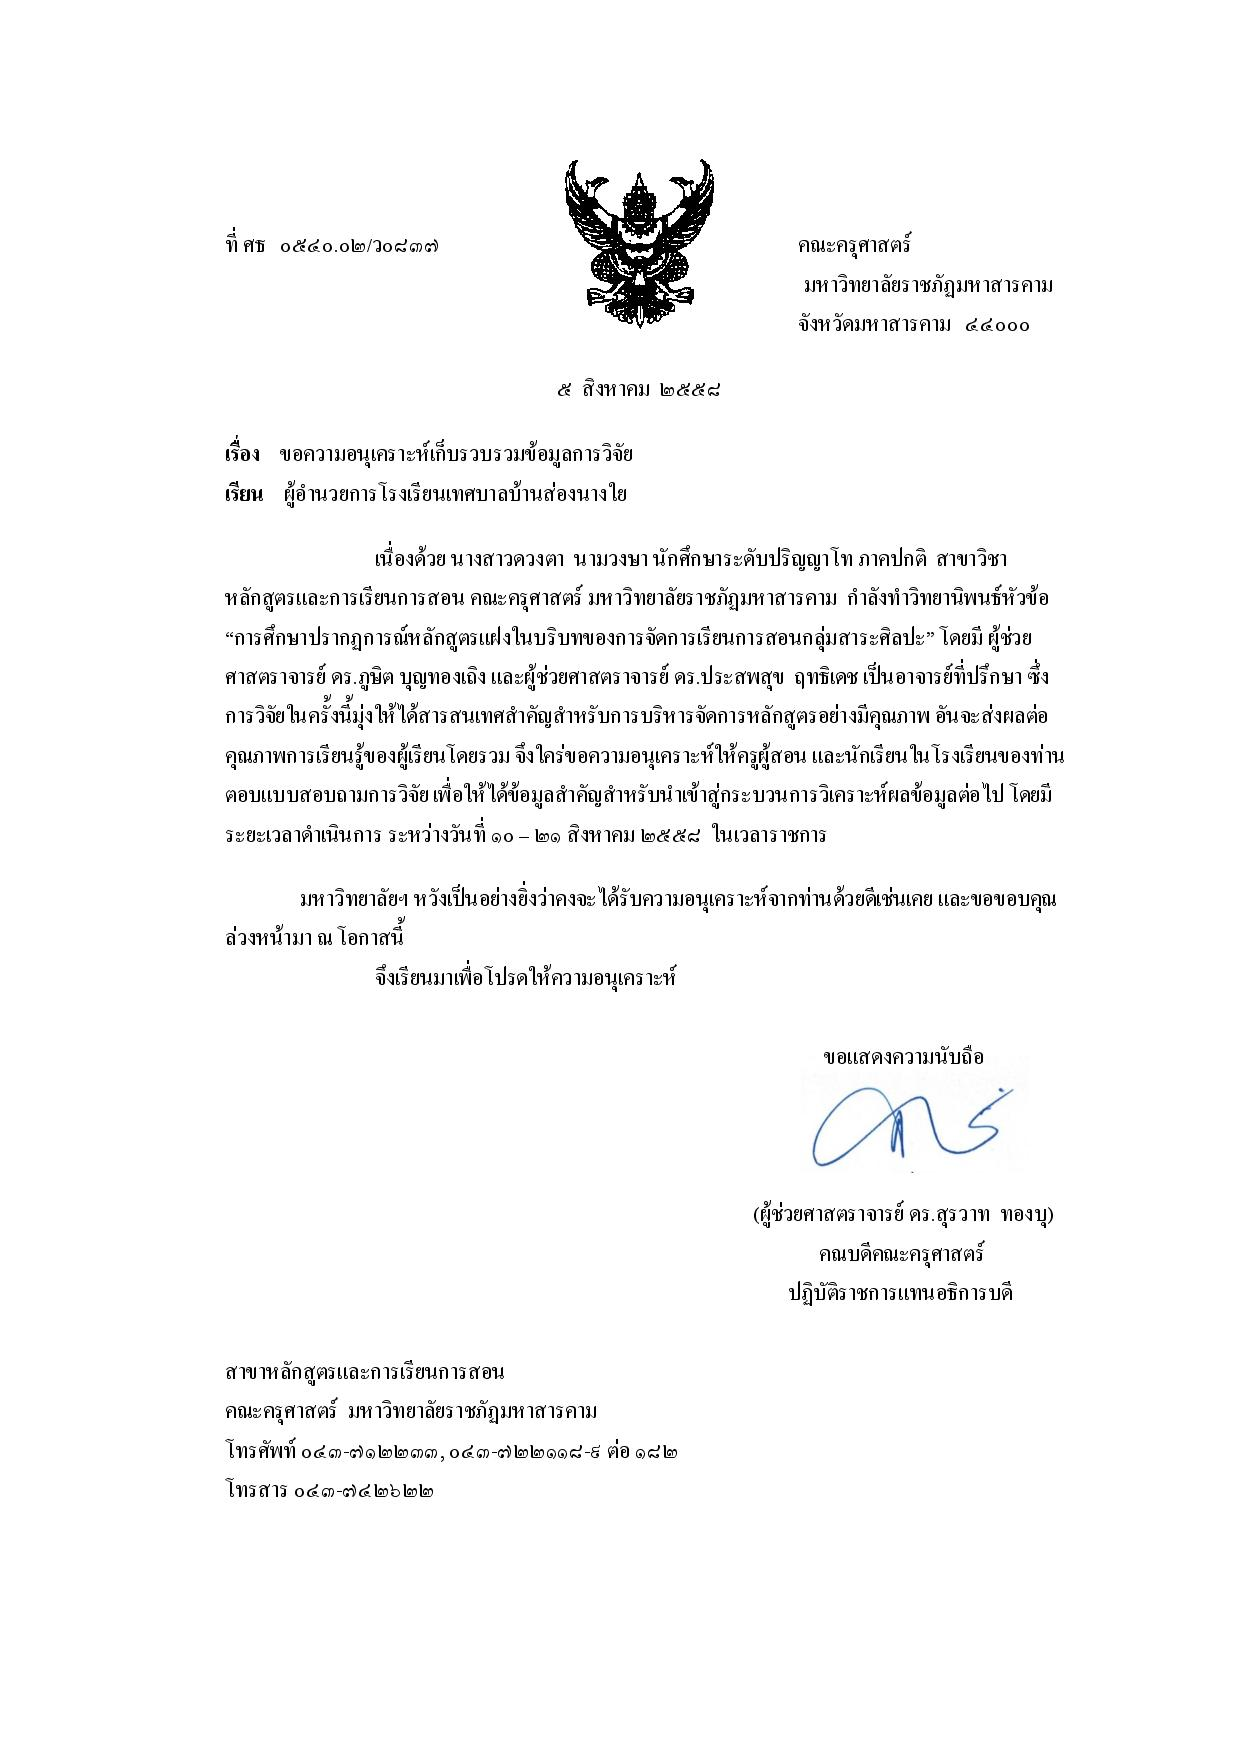 ที่ ศธ ๐๕๔๐.๐๒/ว๐๘๓๗
คณะครุศาสตร์
มหาวิทยาลัยราชภัฏมหาสารคาม
จังหวัดมหาสารคาม ๔๔๐๐๐
๕ สิงหาคม ๒๕๕๘
เรื่อง ขอความอนุเคราะห์เก็บรวบรวมข้อมูลการวิจัย
เรียน ผู้อำนวยการโรงเรียนเทศบาลบ้านส่องนางใย
เนื่องด้วย นางสาวดวงตา นามวงษา นักศึกษาระดับปริญญาโท ภาคปกติ สาขาวิชา
หลักสูตรและการเรียนการสอน คณะครุศาสตร์ มหาวิทยาลัยราชภัฏมหาสารคาม กำลังทำวิทยานิพนธ์หัวข้อ
“การศึกษาปรากฏการณ์หลักสูตรแฝงในบริบทของการจัดการเรียนการสอนกลุ่มสาระศิลปะ” โดยมี ผู้ช่วย
ศาสตราจารย์ ดร.ภูษิต บุญทองเถิง และผู้ช่วยศาสตราจารย์ ดร.ประสพสุข ฤทธิเดช เป็นอาจารย์ที่ปรึกษา ซึ่ง
การวิจัยในครั้งนี้มุ่งให้ได้สารสนเทศสำคัญสำหรับการบริหารจัดการหลักสูตรอย่างมีคุณภาพ อันจะส่งผลต่อ
คุณภาพการเรียนรู้ของผู้เรียนโดยรวม จึงใคร่ขอความอนุเคราะห์ให้ครูผู้สอน และนักเรียนในโรงเรียนของท่าน
ตอบแบบสอบถามการวิจัย เพื่อให้ได้ข้อมูลสำคัญสำหรับนำเข้าสู่กระบวนการวิเคราะห์ผลข้อมูลต่อไป โดยมี
ระยะเวลาดำเนินการ ระหว่างวันที่ ๑๐ – ๒๑ สิงหาคม ๒๕๕๘ ในเวลาราชการ
มหาวิทยาลัยฯ หวังเป็นอย่างยิ่งว่าคงจะได้รับความอนุเคราะห์จากท่านด้วยดีเช่นเคย และขอขอบคุณ
ล่วงหน้ามา ณ โอกาสนี้
จึงเรียนมาเพื่อโปรดให้ความอนุเคราะห์
ขอแสดงความนับถือ
(ผู้ช่วยศาสตราจารย์ ดร.สุรวาท ทองบุ)
คณบดีคณะครุศาสตร์
ปฏิบัติราชการแทนอธิการบดี
สาขาหลักสูตรและการเรียนการสอน
คณะครุศาสตร์ มหาวิทยาลัยราชภัฏมหาสารคาม
โทรศัพท์ ๐๔๓-๗๑๒๒๓๓, ๐๔๓-๗๒๒๑๑๘-๙ ต่อ ๑๘๒
โทรสาร ๐๔๓-๗๔๒๖๒๒